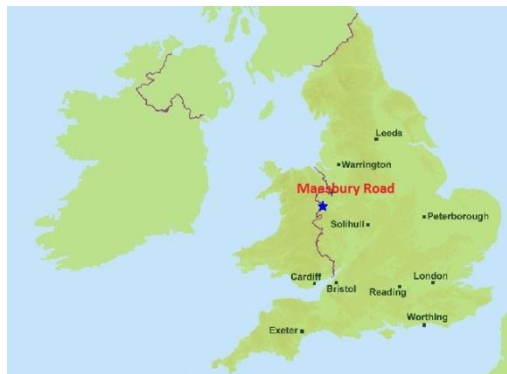 Leeds
Warrington
Maesbury Road
Peterborough
Solihull
Cardiff
Bristol
Reading
London
Worthing
Exeter